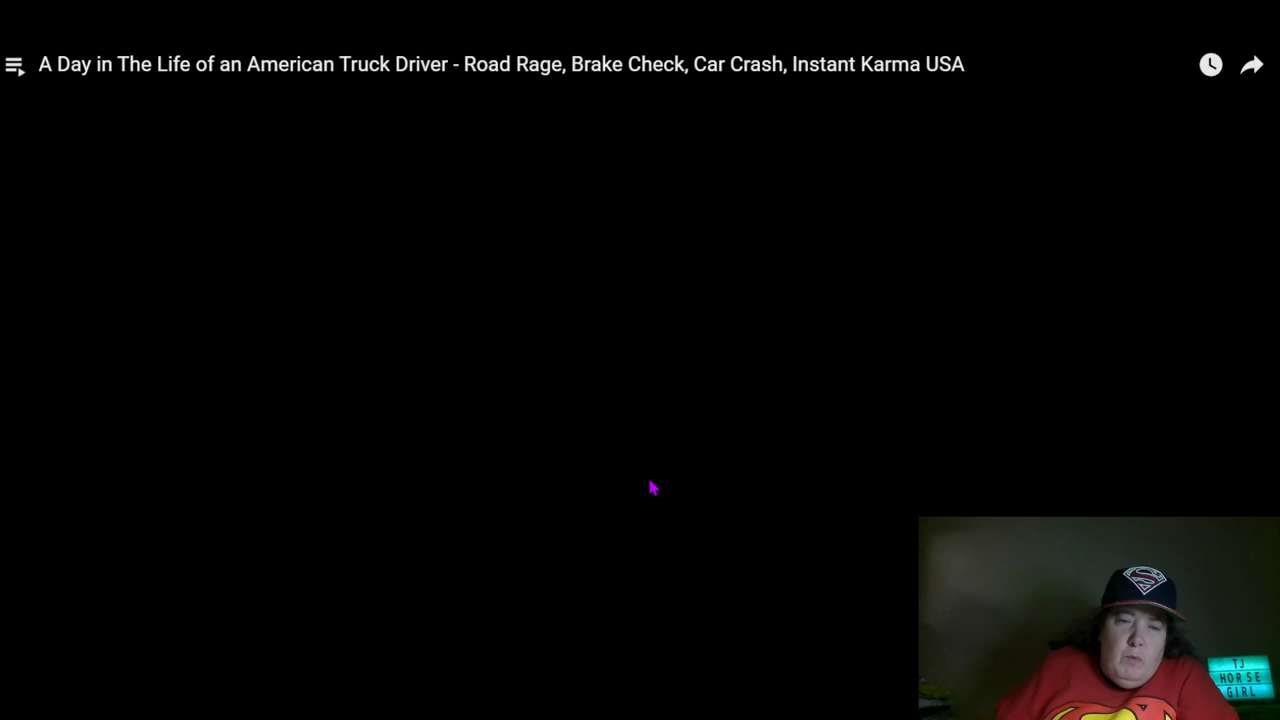 A Day in The Life of an American Truck Driver - Road Rage, Brake Check, Car Crash, Instant Karma USA
TJ
HORSE
GIRL